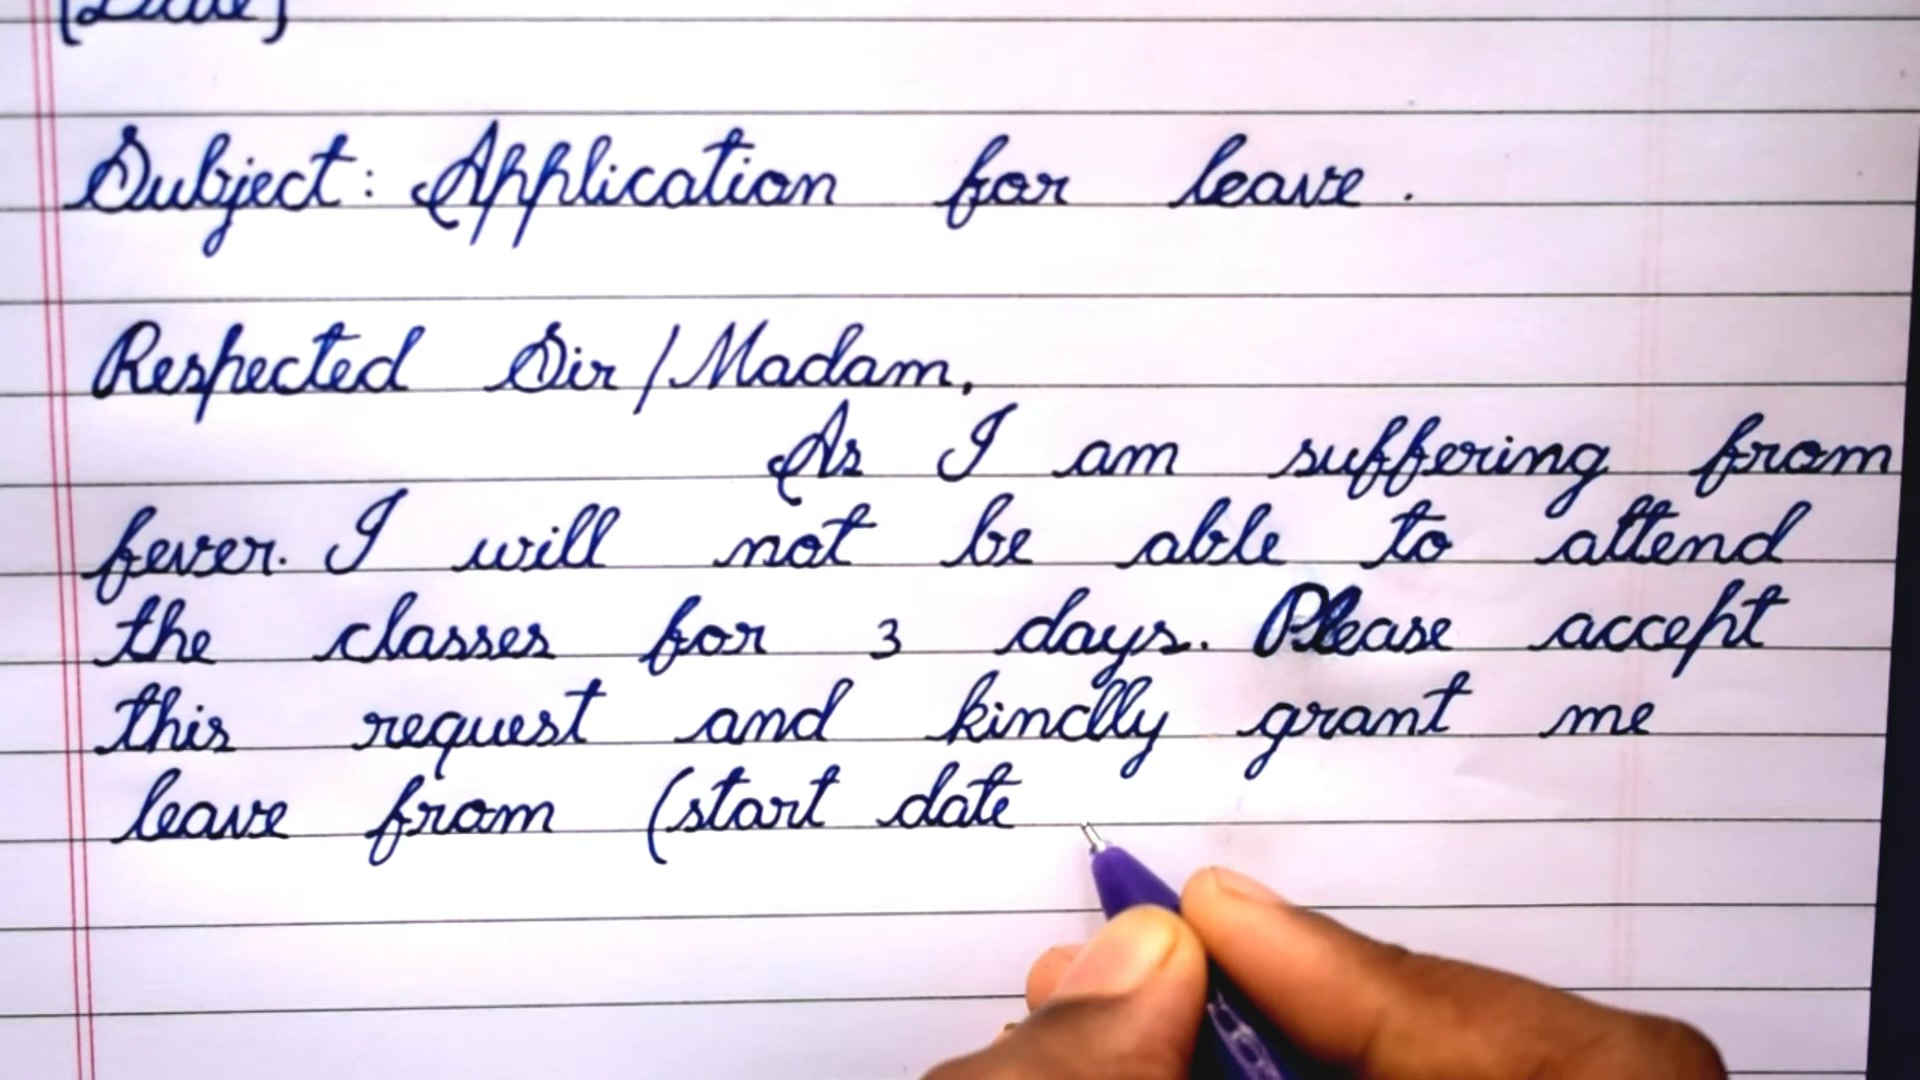 [Date]
Subject: Application for leave.
Respected Sir/Madam,
As I am suffering from
fever. I will not be able to attend
the classes for 3 days. Please accept
this request and kindly grant me
leave from (start date